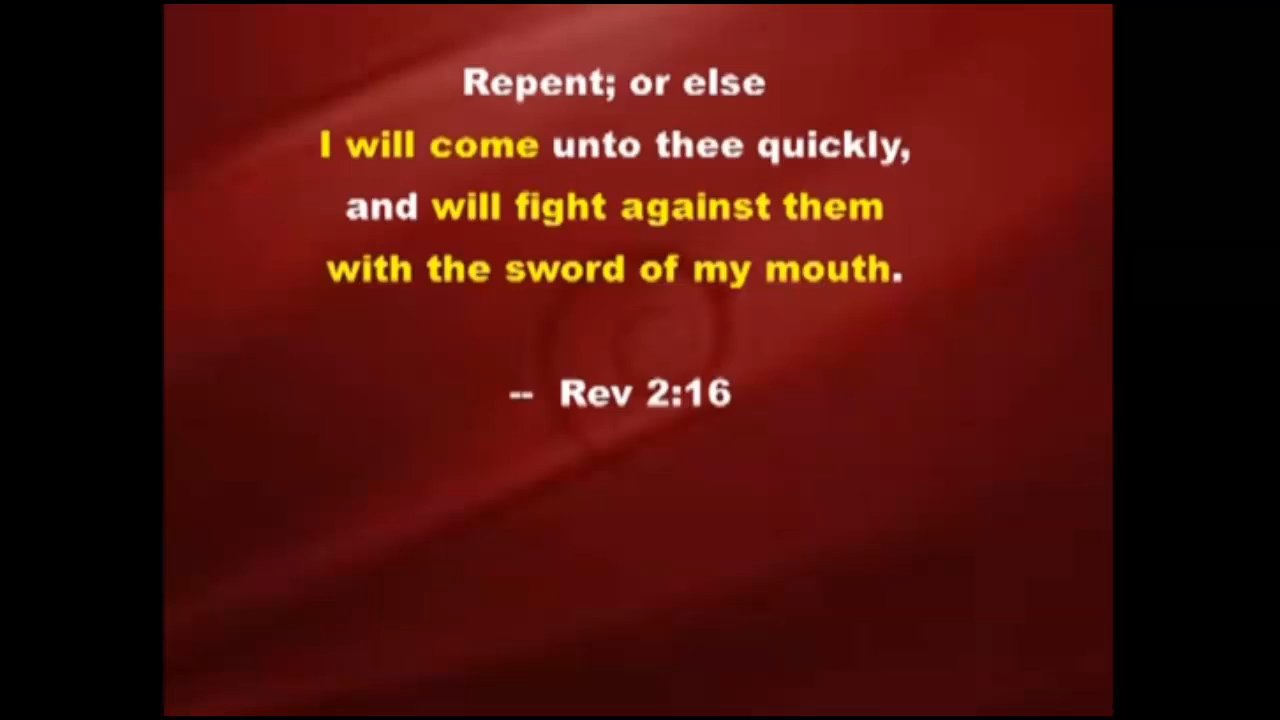 Repent; or else
I will come unto thee quickly,
and will fight against them
with the sword of my mouth.
-- Rev 2:16